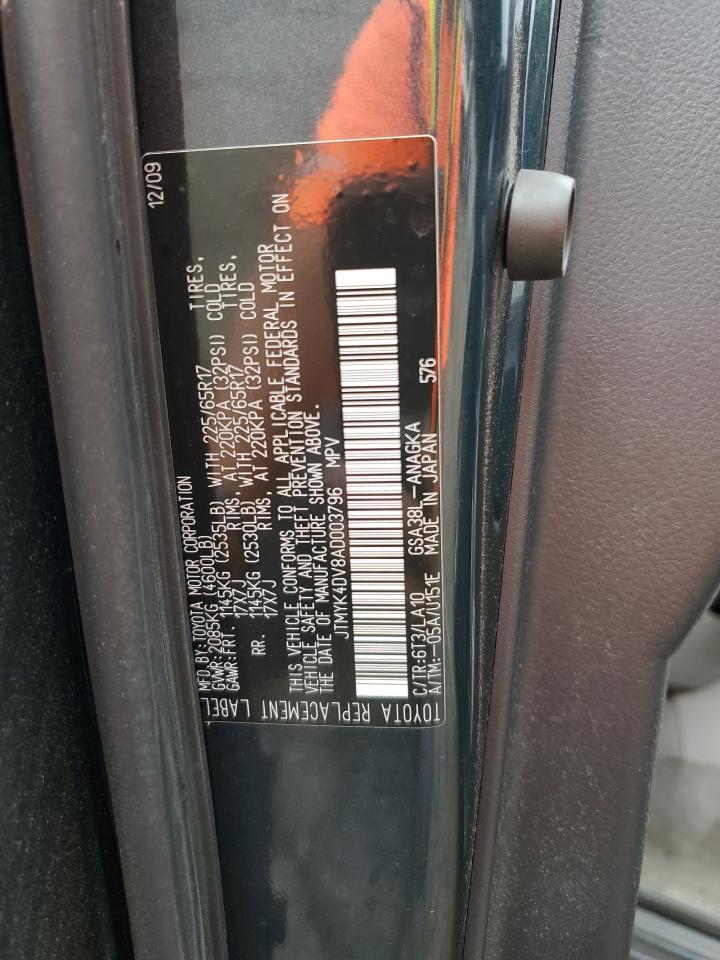 MFD.BY:TOYOTA MOTOR CORPORATION 12/09
GVWR:2085KG (4600LB)
GAWR:FRT. 1145KG (2535LB) WITH 225/65R17 TIRES,
17X7J RIMS, AT 220KPA (32PSI) COLD
RR. 1145KG (2530LB) WITH 225/65R17 TIRES,
17X7J RIMS, AT 220KPA (32PSI) COLD
THIS VEHICLE CONFORMS TO ALL APPLICABLE FEDERAL MOTOR
VEHICLE SAFETY AND THEFT PREVENTION STANDARDS IN EFFECT ON
THE DATE OF MANUFACTURE SHOWN ABOVE.
JTMYK4DV8AD003796 MPV
C/TR:6T3/LA10 GSA38L-ANAGKA
A/TM:-05A/U151E MADE IN JAPAN 576
TOYOTA REPLACEMENT LABEL